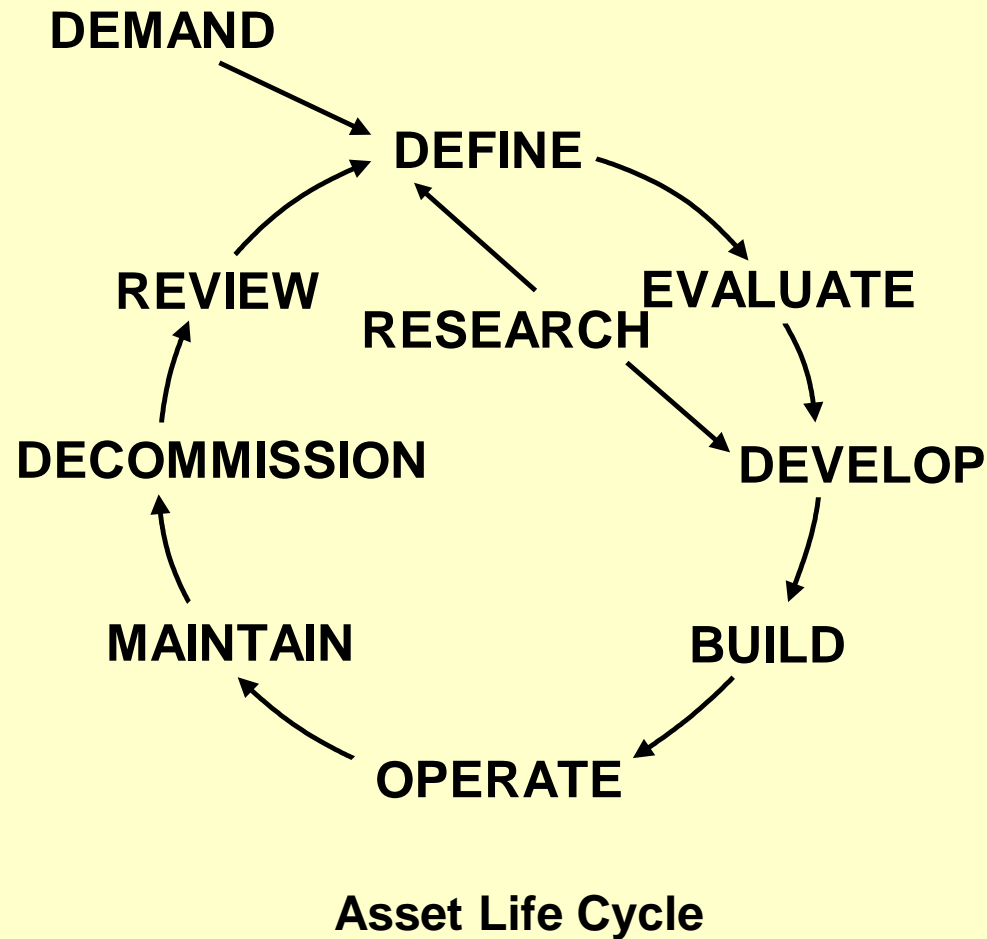 DEMAND
DEFINE
REVIEW
EVALUATE
RESEARCH
DECOMMISSION
DEVELOP
MAINTAIN
BUILD
OPERATE
Asset Life Cycle